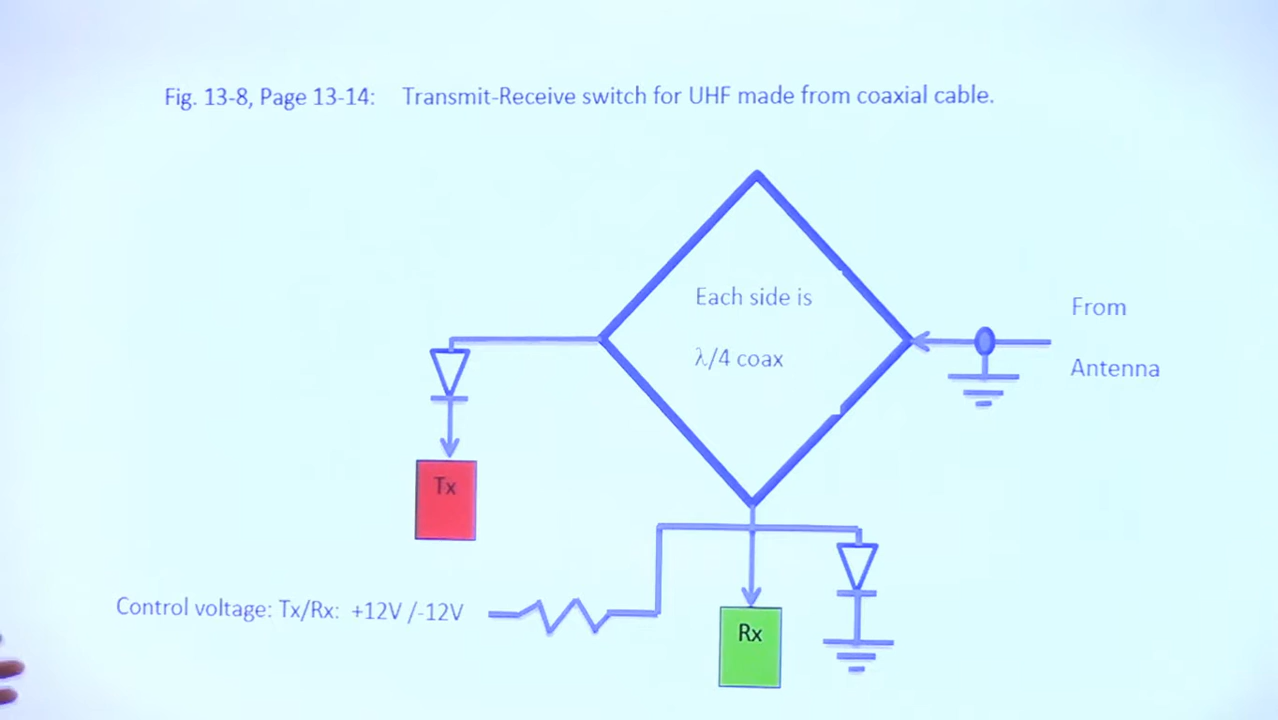 Fig. 13-8, Page 13-14: Transmit-Receive switch for UHF made from coaxial cable.
Each side is
λ/4 coax
From
Antenna
Tx
Control voltage: Tx/Rx: +12V /-12V
Rx